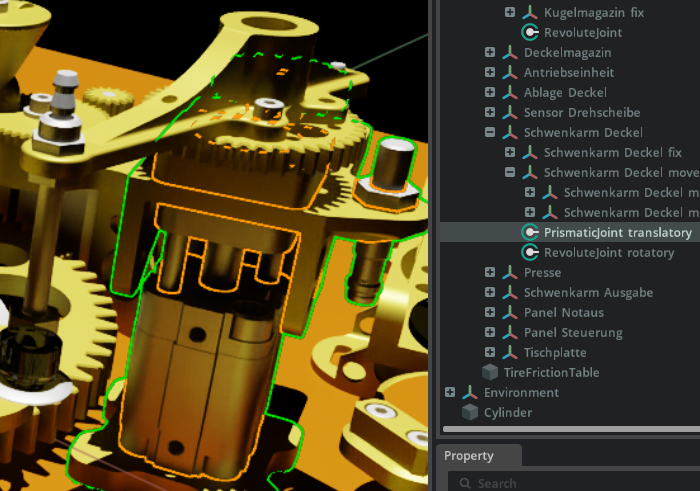 Kugelmagazin fix
RevoluteJoint
Deckelmagazin
Antriebseinheit
Ablage Deckel
Sensor Drehscheibe
Schwenkarm Deckel
Schwenkarm Deckel fix
Schwenkarm Deckel move
Schwenkarm Deckel m
Schwenkarm Deckel m
PrismaticJoint translatory
RevoluteJoint rotatory
Presse
Schwenkarm Ausgabe
Panel Notaus
Panel Steuerung
Tischplatte
TireFrictionTable
Environment
Cylinder
Property
Search